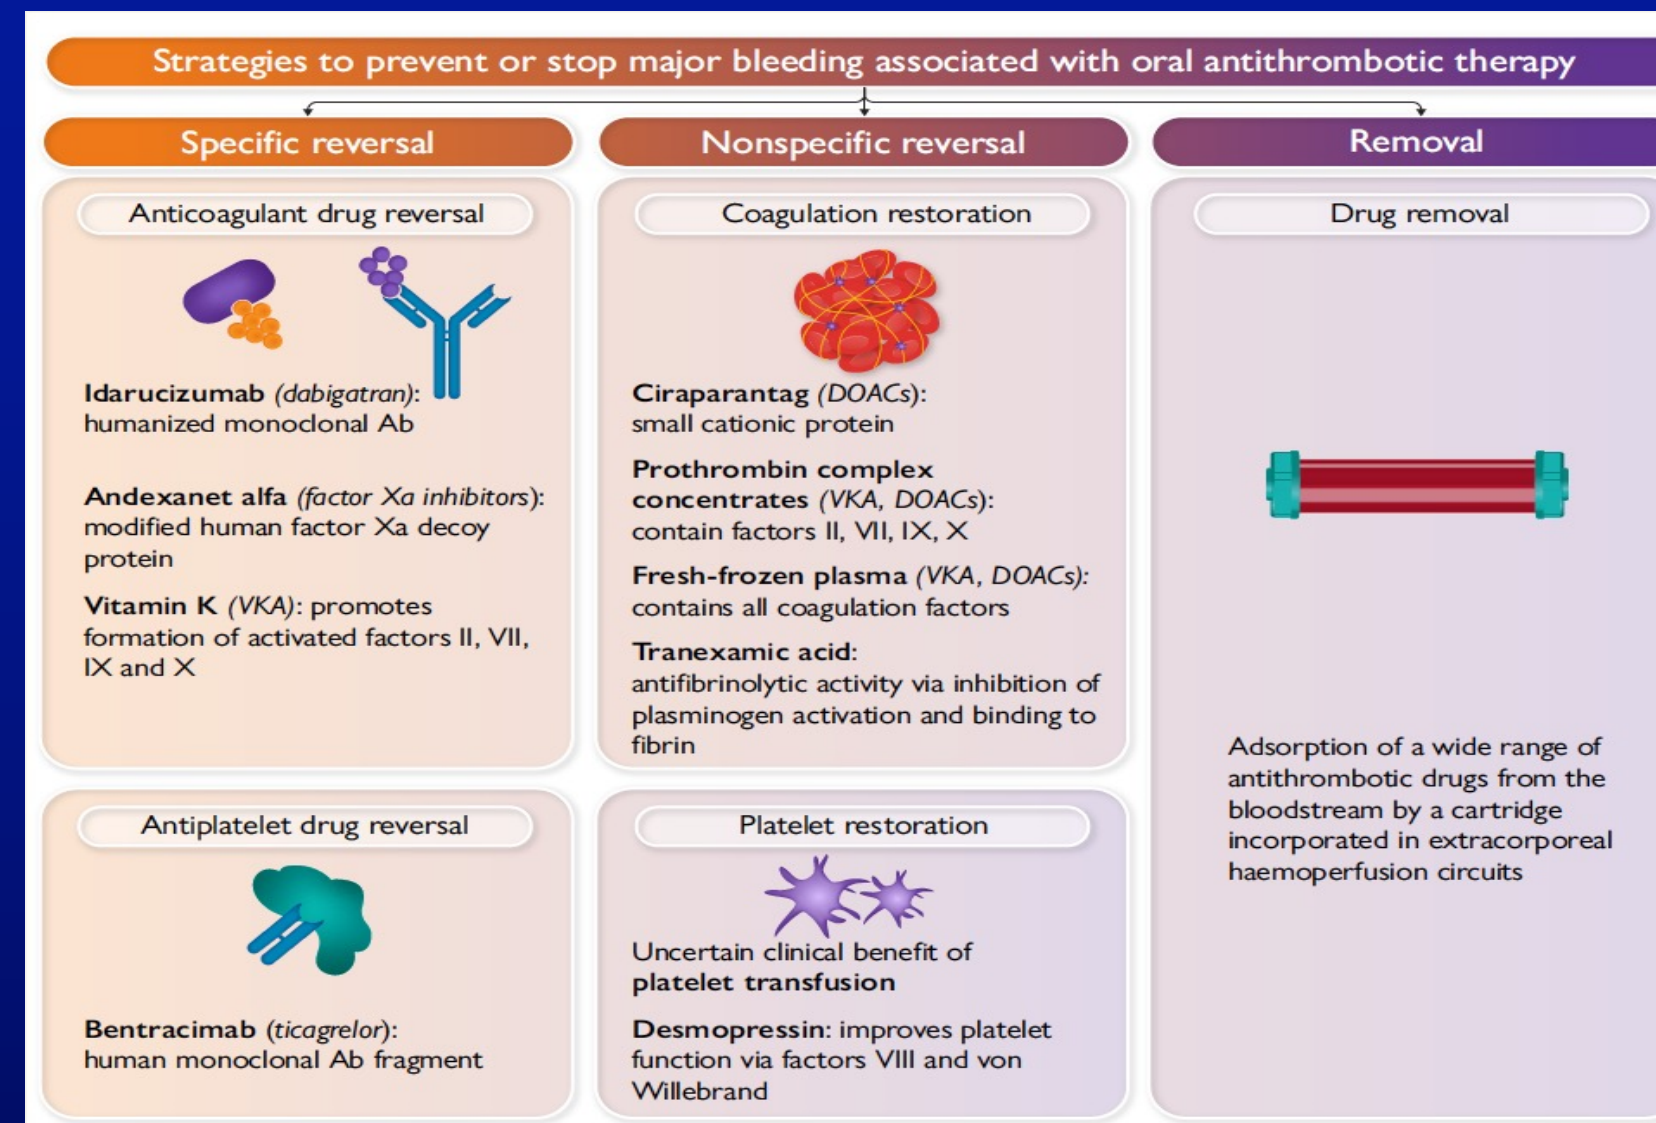 Strategies to prevent or stop major bleeding associated with oral antithrombotic therapy
Specific reversal
Anticoagulant drug reversal
Idarucizumab (dabigatran):
humanized monoclonal Ab
Andexanet alfa (factor Xa inhibitors):
modified human factor Xa decoy
protein
Vitamin K (VKA): promotes
formation of activated factors II, VII,
IX and X
Antiplatelet drug reversal
Bentracimab (ticagrelor):
human monoclonal Ab fragment
Nonspecific reversal
Coagulation restoration
Ciraparantag (DOACs):
small cationic protein
Prothrombin complex
concentrates (VKA, DOACs):
contain factors II, VII, IX, X
Fresh-frozen plasma (VKA, DOACs):
contains all coagulation factors
Tranexamic acid:
antifibrinolytic activity via inhibition of
plasminogen activation and binding to
fibrin
Platelet restoration
Uncertain clinical benefit of
platelet transfusion
Desmopressin: improves platelet
function via factors VIII and von
Willebrand
Removal
Drug removal
Adsorption of a wide range of
antithrombotic drugs from the
bloodstream by a cartridge
incorporated in extracorporeal
haemoperfusion circuits